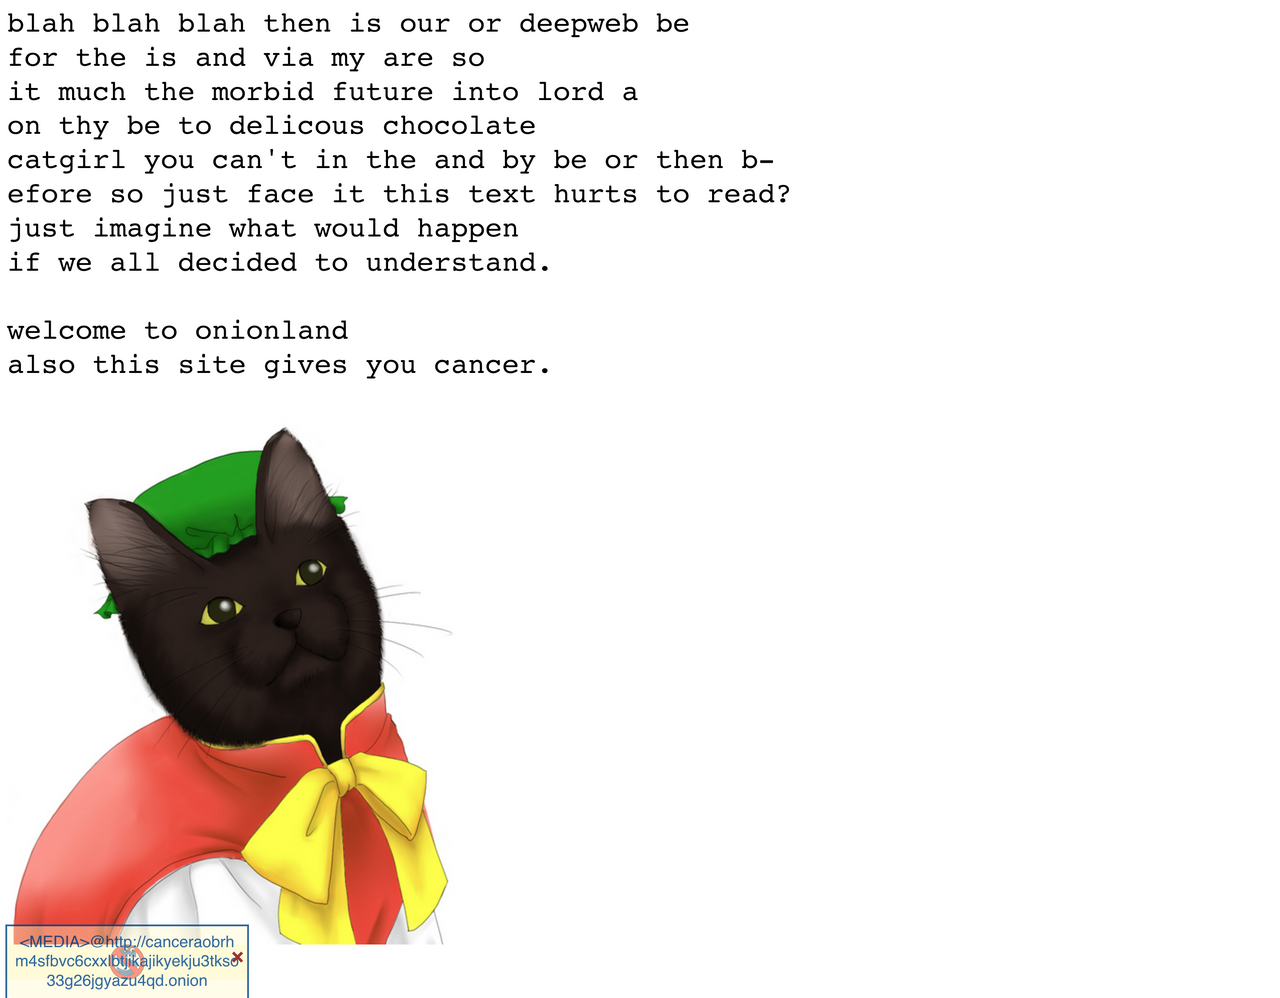 blah blah blah then is our or deepweb be
for the is and via my are so
it much the morbid future into lord a
on thy be to delicous chocolate
catgirl you can't in the and by be or then b-
efore so just face it this text hurts to read?
just imagine what would happen
if we all decided to understand.
welcome to onionland
also this site gives you cancer.
<MEDIA>@http://canceraobrh
m4sfbvc6cxxlbtjikajikyekju3tkso
33g26jgyazu4qd.onion